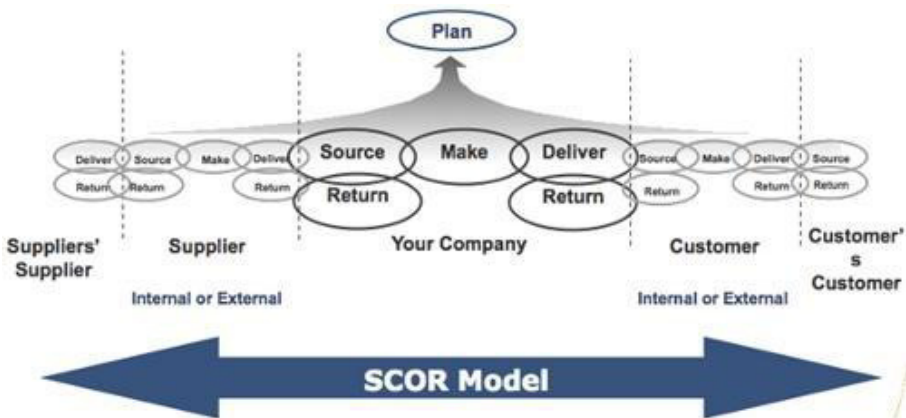 Plan
Deliver Source Make Deliver Source Make Deliver Source Make Deliver Source
Return Return Return Return Return Return Return Return
Suppliers'
Supplier
Supplier
Your Company
Customer
Customer'
s
Customer
Internal or External
Internal or External
SCOR Model